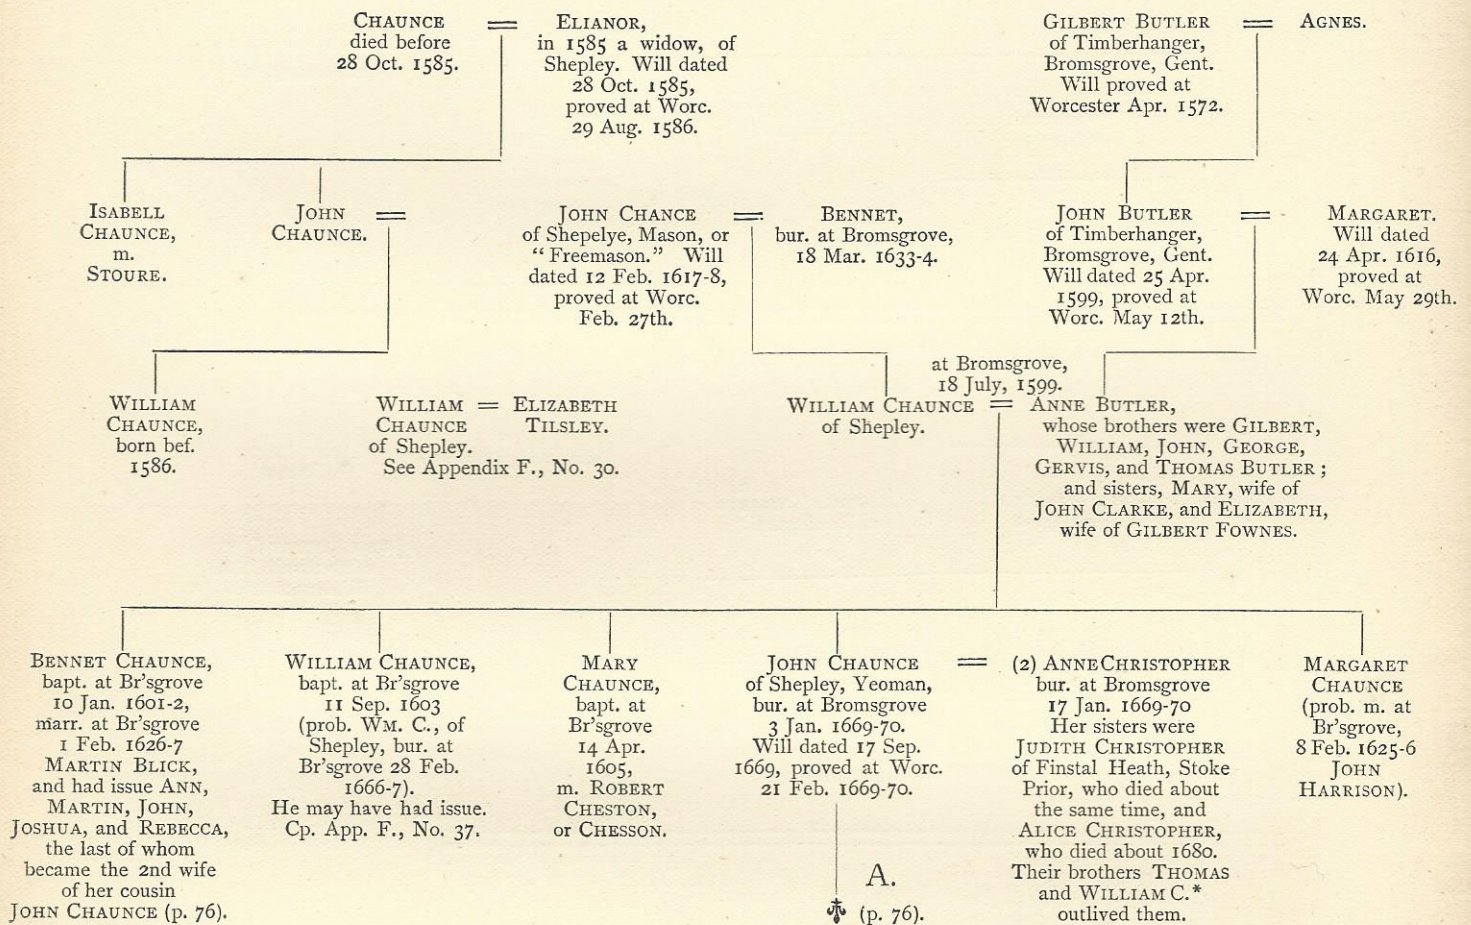 CHAUNCE
died before
28 Oct. 1585.
=
ELIANOR,
in 1585 a widow, of
Shepley. Will dated
28 Oct. 1585,
proved at Worc.
29 Aug. 1586.
GILBERT BUTLER
of Timberhanger,
Bromsgrove, Gent.
Will proved at
Worcester Apr. 1572.
=
AGNES.
ISABELL
CHAUNCE,
m.
STOURE.
JOHN
CHAUNCE.
=
JOHN CHANCE
of Shepelye, Mason, or
"Freemason." Will
dated 12 Feb. 1617-8,
proved at Worc.
Feb. 27th.
=
BENNET,
bur. at Bromsgrove,
18 Mar. 1633-4.
JOHN BUTLER
of Timberhanger,
Bromsgrove, Gent.
Will dated 25 Apr.
1599, proved at
Worc. May 12th.
=
MARGARET.
Will dated
24 Apr. 1616,
proved at
Worc. May 29th.
WILLIAM
CHAUNCE,
born bef.
1586.
WILLIAM
CHAUNCE
of Shepley.
=
ELIZABETH
TILSLEY.
See Appendix F., No. 30.
WILLIAM CHAUNCE
of Shepley.
at Bromsgrove,
18 July, 1599.
=
ANNE BUTLER,
whose brothers were GILBERT,
WILLIAM, JOHN, GEORGE,
GERVIS, and THOMAS BUTLER;
and sisters, MARY, wife of
JOHN CLARKE, and ELIZABETH,
wife of GILBERT FOWNES.
BENNET CHAUNCE,
bapt. at Br'sgrove
10 Jan. 1601-2,
marr. at Br'sgrove
1 Feb. 1626-7
MARTIN BLICK,
and had issue ANN,
MARTIN, JOHN,
JOSHUA, and REBECCA,
the last of whom
became the 2nd wife
of her cousin
JOHN CHAUNCE (p. 76).
WILLIAM CHAUNCE,
bapt. at Br'sgrove
11 Sep. 1603
(prob. WM. C., of
Shepley, bur. at
Br'sgrove 28 Feb.
1666-7).
He may have had issue.
Cp. App. F., No. 37.
MARY
CHAUNCE,
bapt. at
Br'sgrove
14 Apr.
1605,
m. ROBERT
CHESTON,
or CHESSON.
JOHN CHAUNCE
of Shepley, Yeoman,
bur. at Bromsgrove
3 Jan. 1669-70.
Will dated 17 Sep.
1669, proved at Worc.
21 Feb. 1669-70.
A.
(p. 76).
=
(2) ANNE CHRISTOPHER
bur. at Bromsgrove
17 Jan. 1669-70
Her sisters were
JUDITH CHRISTOPHER
of Finstal Heath, Stoke
Prior, who died about
the same time, and
ALICE CHRISTOPHER,
who died about 1680.
Their brothers THOMAS
and WILLIAM C.*
outlived them.
MARGARET
CHAUNCE
(prob. m. at
Br'sgrove,
8 Feb. 1625-6
JOHN
HARRISON).